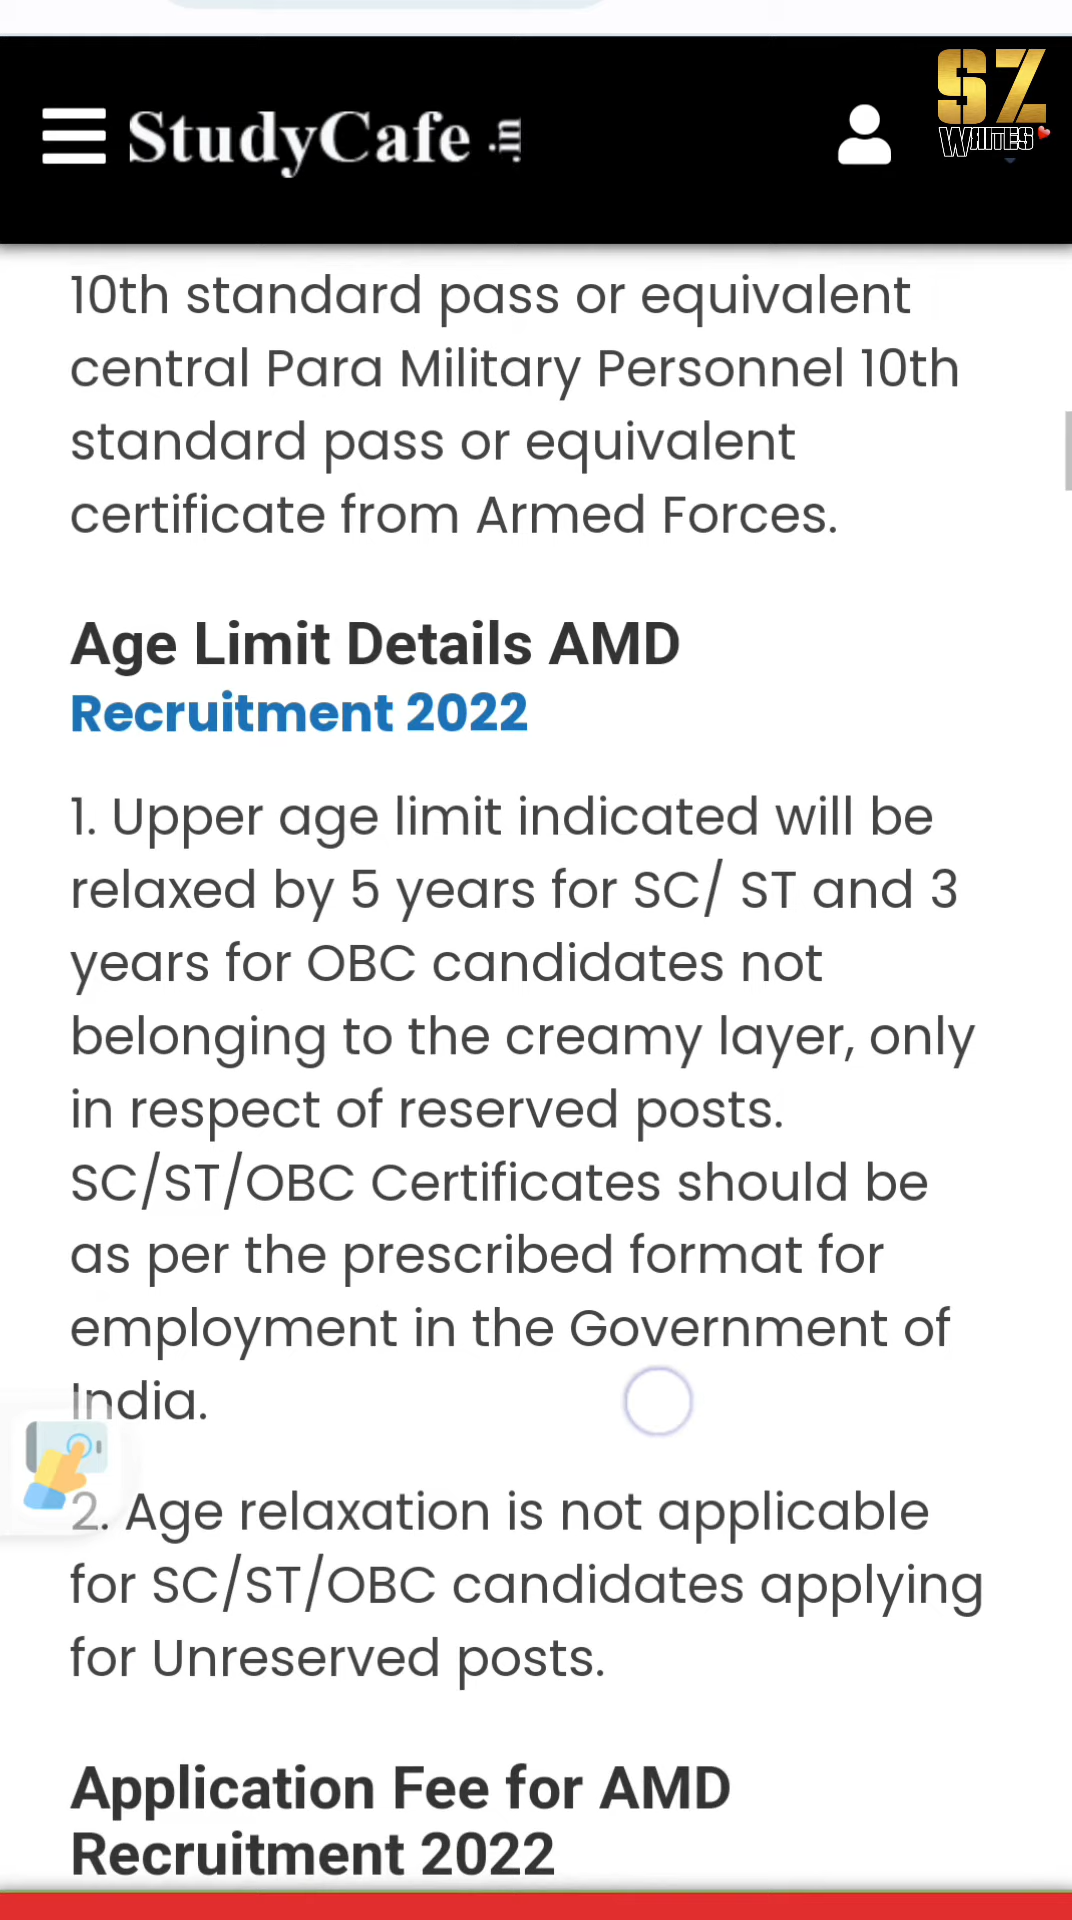 SZ
WRITES
StudyCafe .in
10th standard pass or equivalent
central Para Military Personnel 10th
standard pass or equivalent
certificate from Armed Forces.
Age Limit Details AMD
Recruitment 2022
1. Upper age limit indicated will be
relaxed by 5 years for SC/ ST and 3
years for OBC candidates not
belonging to the creamy layer, only
in respect of reserved posts.
SC/ST/OBC Certificates should be
as per the prescribed format for
employment in the Government of
India.
2. Age relaxation is not applicable
for SC/ST/OBC candidates applying
for Unreserved posts.
Application Fee for AMD
Recruitment 2022